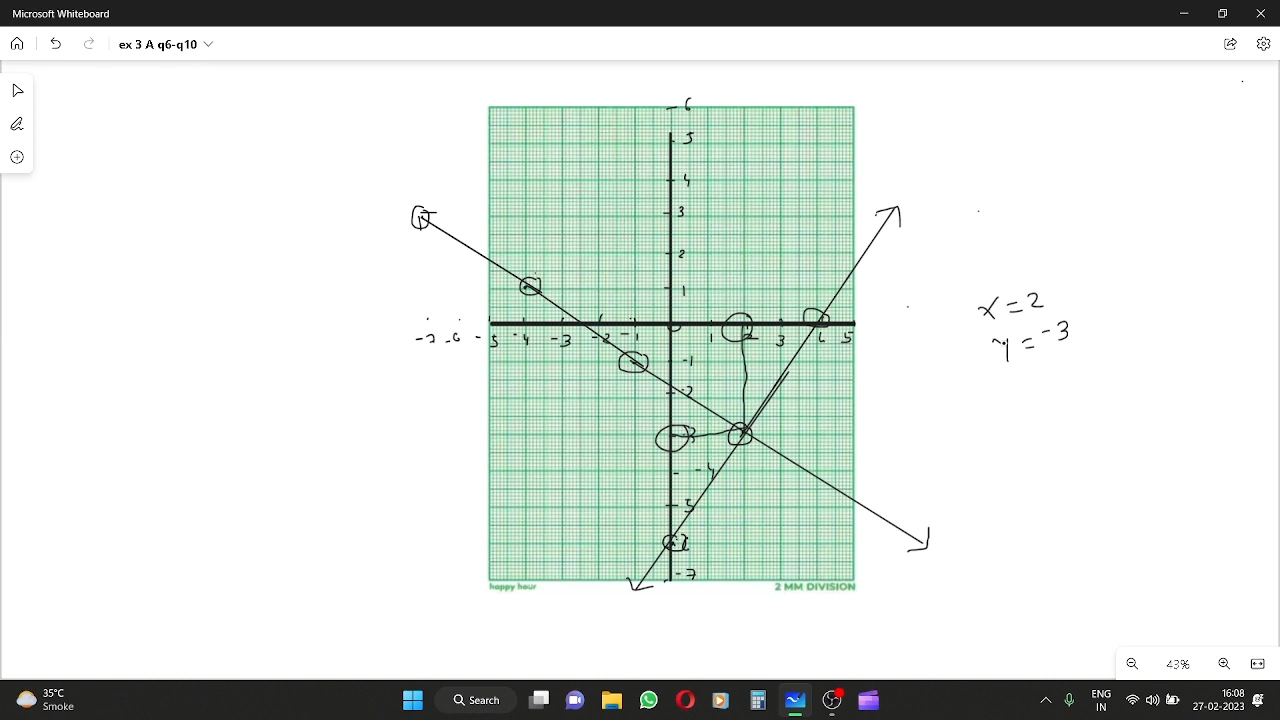 Microsoft Whiteboard
ex 3 A q6-q10
6
5
4
3
2
1
-7 -6 -5 -4 -3 -2 -1 0 1 2 3 4 5
-1
-2
-3
-4
5
-7
x = 2
y = -3
happy hour 2 MM DIVISION
43%
35°C
Smoke
Search
ENG
IN
16:08
27-02-2023